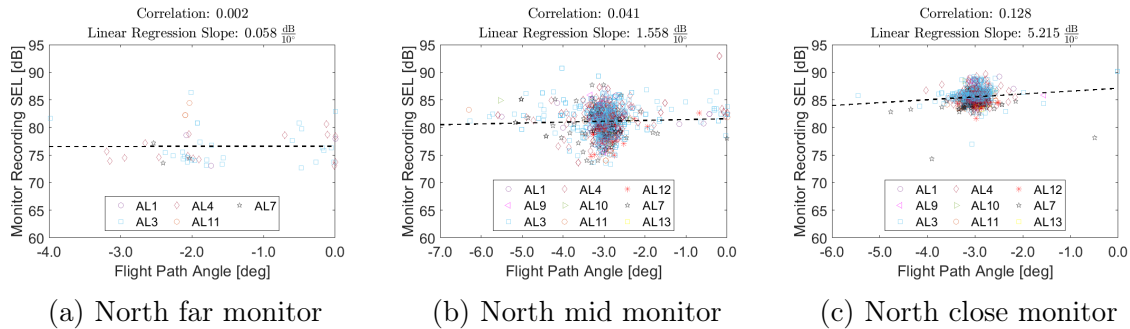 Correlation: 0.002
Linear Regression Slope: 0.058 dB/10°
Monitor Recording SEL [dB]
95
90
85
80
75
70
65
60
-4.0 -3.0 -2.0 -1.0 0.0
Flight Path Angle [deg]
AL1 AL4 AL7
AL3 AL11
(a) North far monitor
Correlation: 0.041
Linear Regression Slope: 1.558 dB/10°
Monitor Recording SEL [dB]
95
90
85
80
75
70
65
60
-7.0 -6.0 -5.0 -4.0 -3.0 -2.0 -1.0 0.0
Flight Path Angle [deg]
AL1 AL4 AL12
AL9 AL10 AL7
AL3 AL11 AL13
(b) North mid monitor
Correlation: 0.128
Linear Regression Slope: 5.215 dB/10°
Monitor Recording SEL [dB]
95
90
85
80
75
70
65
60
-6.0 -5.0 -4.0 -3.0 -2.0 -1.0 0.0
Flight Path Angle [deg]
AL1 AL4 AL12
AL9 AL10 AL7
AL3 AL11 AL13
(c) North close monitor